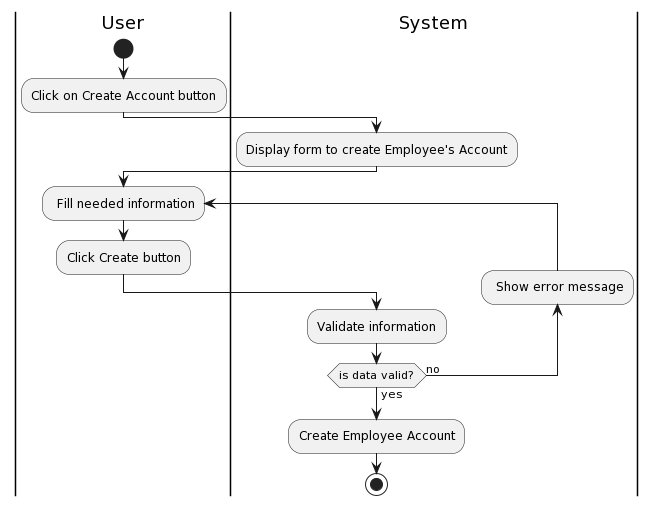 User
System
Click on Create Account button
Display form to create Employee's Account
Fill needed information
Click Create button
Show error message
Validate information
is data valid?
no
yes
Create Employee Account